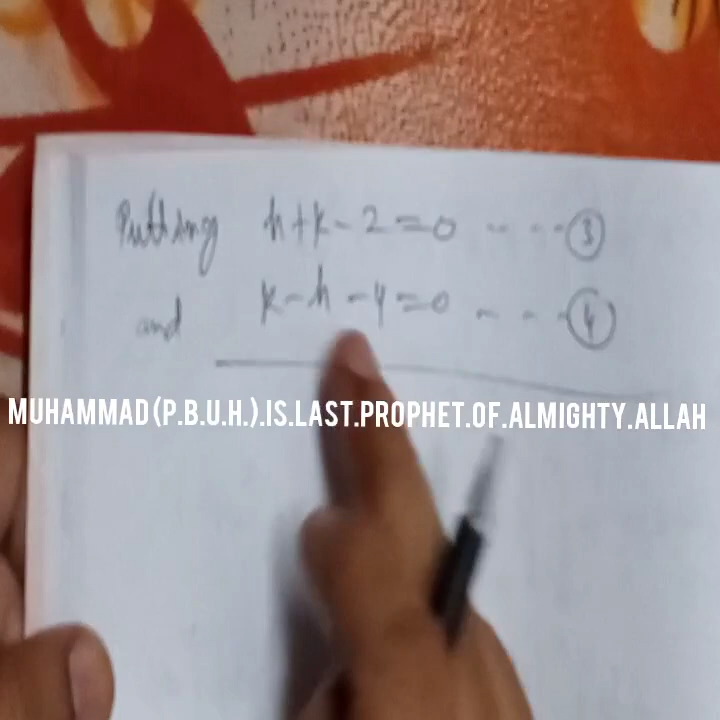 Putting h+k-2=0 ---- ③
and k-h-4=0 --- ④
MUHAMMAD(P.B.U.H.).IS.LAST.PROPHET.OF.ALMIGHTY.ALLAH